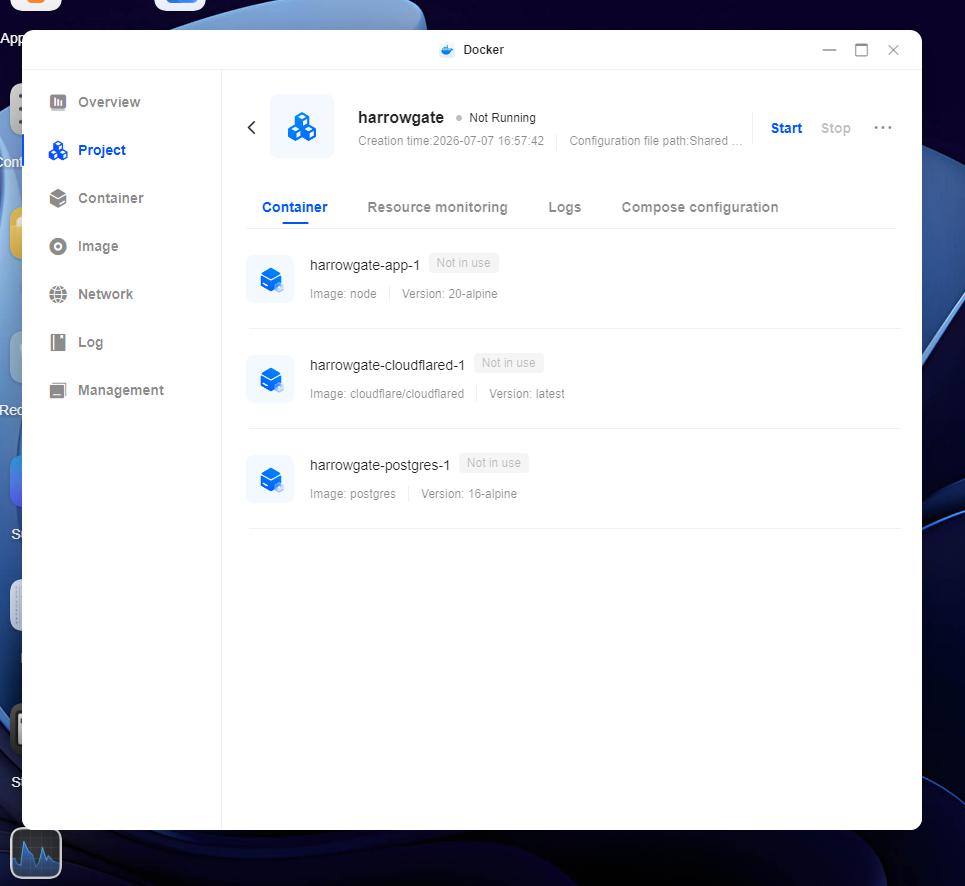 App
Docker
Overview
Project
Container
Image
Network
Log
Management
harrowgate
Not Running
Creation time:2026-07-07 16:57:42
Configuration file path:Shared ...
Start
Stop
Container
Resource monitoring
Logs
Compose configuration
harrowgate-app-1
Not in use
Image: node
Version: 20-alpine
harrowgate-cloudflared-1
Not in use
Image: cloudflare/cloudflared
Version: latest
harrowgate-postgres-1
Not in use
Image: postgres
Version: 16-alpine